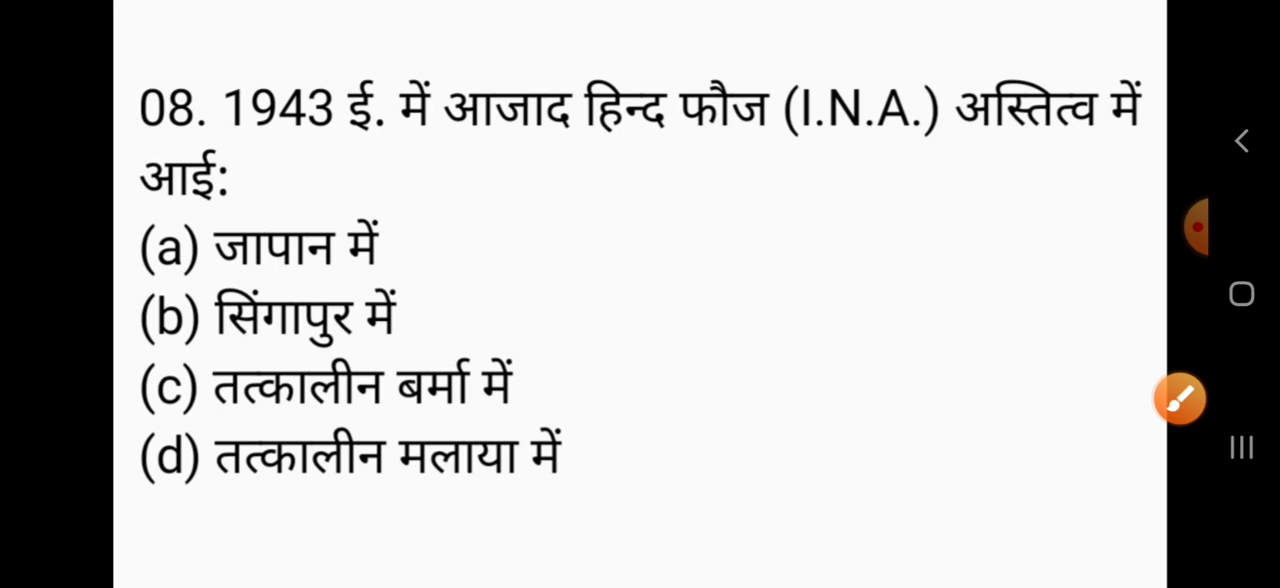 08. 1943 ई. में आजाद हिन्द फौज (I.N.A.) अस्तित्व में
आई:
(a) जापान में
(b) सिंगापुर में
(c) तत्कालीन बर्मा में
(d) तत्कालीन मलाया में